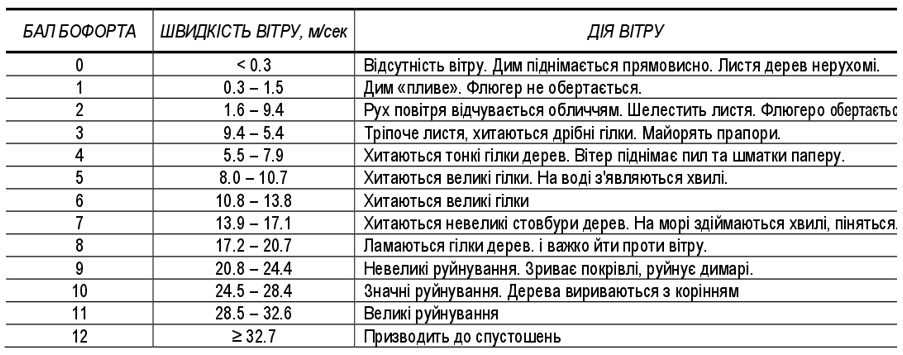 БАЛ БОФОРТА ШВИДКІСТЬ ВІТРУ, м/сек ДІЯ ВІТРУ
0 < 0.3 Відсутність вітру. Дим піднімається прямовисно. Листя дерев нерухомі.
1 0.3 – 1.5 Дим «пливе». Флюгер не обертається.
2 1.6 – 9.4 Рух повітря відчувається обличчям. Шелестить листя. Флюгеро обертаєтьс
3 9.4 – 5.4 Тріпоче листя, хитаються дрібні гілки. Майорять прапори.
4 5.5 – 7.9 Хитаються тонкі гілки дерев. Вітер піднімає пил та шматки паперу.
5 8.0 – 10.7 Хитаються великі гілки. На воді з'являються хвилі.
6 10.8 – 13.8 Хитаються великі гілки
7 13.9 – 17.1 Хитаються невеликі стовбури дерев. На морі здіймаються хвилі, піняться.
8 17.2 – 20.7 Ламаються гілки дерев. і важко йти проти вітру.
9 20.8 – 24.4 Невеликі руйнування. Зриває покрівлі, руйнує димарі.
10 24.5 – 28.4 Значні руйнування. Дерева вириваються з корінням
11 28.5 – 32.6 Великі руйнування
12 ≥ 32.7 Призводить до спустошень